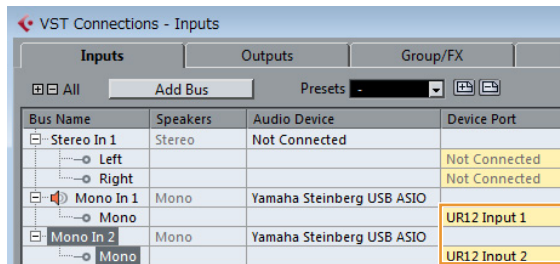 VST Connections - Inputs
Inputs Outputs Group/FX
All Add Bus Presets -
Bus Name Speakers Audio Device Device Port
Stereo In 1 Stereo Not Connected
Left Not Connected
Right Not Connected
Mono In 1 Mono Yamaha Steinberg USB ASIO
Mono UR12 Input 1
Mono In 2 Mono Yamaha Steinberg USB ASIO
Mono UR12 Input 2